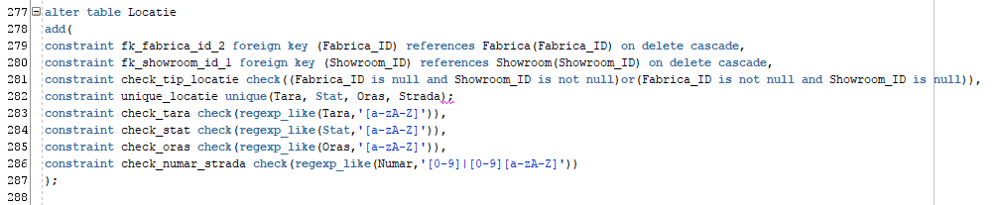 277 alter table Locatie
278 add(
279 constraint fk_fabrica_id_2 foreign key (Fabrica_ID) references Fabrica(Fabrica_ID) on delete cascade,
280 constraint fk_showroom_id_1 foreign key (Showroom_ID) references Showroom(Showroom_ID) on delete cascade,
281 constraint check_tip_locatie check((Fabrica_ID is null and Showroom_ID is not null)or(Fabrica_ID is not null and Showroom_ID is null)),
282 constraint unique_locatie unique(Tara, Stat, Oras, Strada);
283 constraint check_tara check(regexp_like(Tara,'[a-zA-Z]')),
284 constraint check_stat check(regexp_like(Stat,'[a-zA-Z]')),
285 constraint check_oras check(regexp_like(Oras,'[a-zA-Z]')),
286 constraint check_numar_strada check(regexp_like(Numar,'[0-9]|[0-9][a-zA-Z]'))
287 );
288